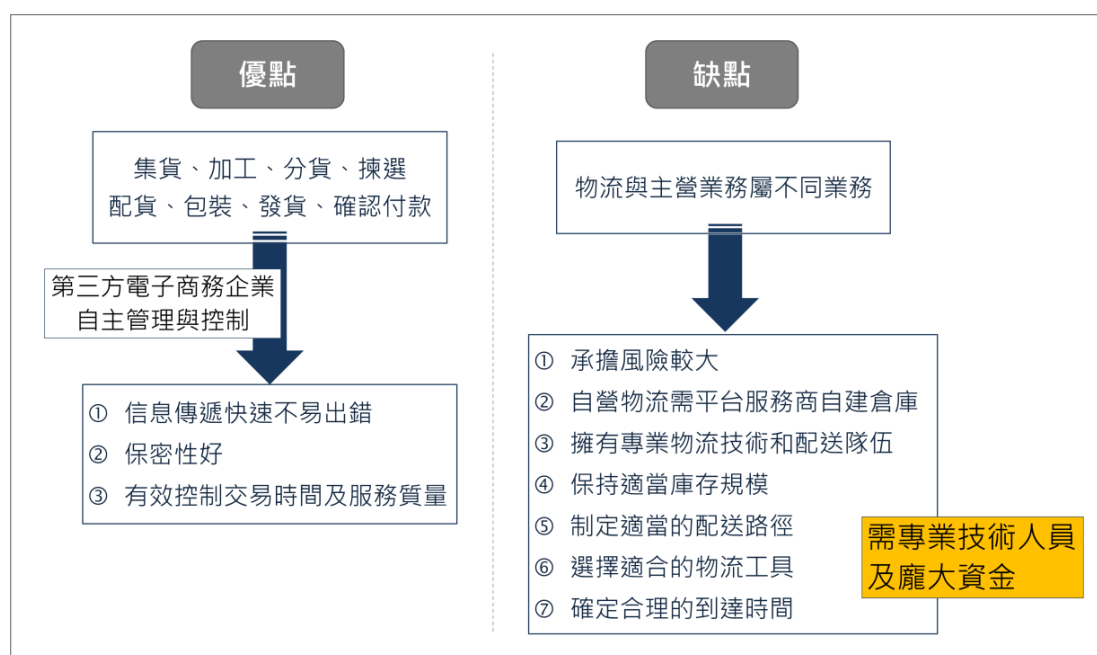 優點
集貨、加工、分貨、揀選
配貨、包裝、發貨、確認付款
第三方電子商務企業
自主管理與控制
① 信息傳遞快速不易出錯
② 保密性好
③ 有效控制交易時間及服務質量
缺點
物流與主營業務屬不同業務
① 承擔風險較大
② 自營物流需平台服務商自建倉庫
③ 擁有專業物流技術和配送隊伍
④ 保持適當庫存規模
⑤ 制定適當的配送路徑
⑥ 選擇適合的物流工具
⑦ 確定合理的到達時間
需專業技術人員
及龐大資金